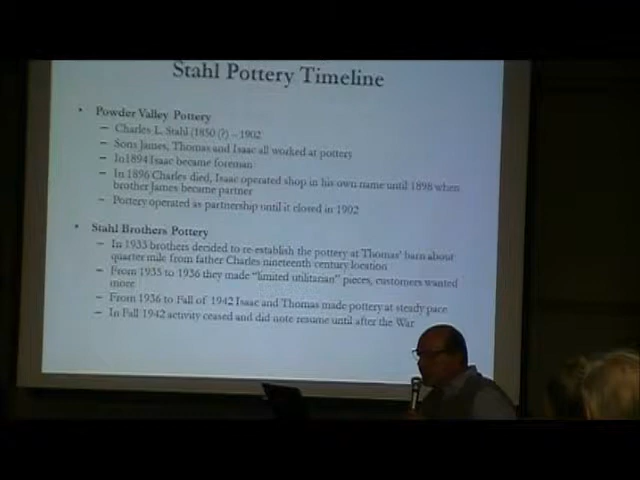 Stahl Pottery Timeline
• Powder Valley Pottery
– Charles L. Stahl (1850 (?) – 1902
– Sons James, Thomas and Isaac all worked at pottery
– In1894 Isaac became foreman
– In 1896 Charles died, Isaac operated shop in his own name until 1898 when
brother James became partner
– Pottery operated as partnership until it closed in 1902
• Stahl Brothers Pottery
– In 1933 brothers decided to re-establish the pottery at Thomas' barn about
quarter mile from father Charles nineteenth century location
– From 1935 to 1936 they made "limited utilitarian" pieces, customers wanted
more
– From 1936 to Fall of 1942 Isaac and Thomas made pottery at steady pace
– In Fall 1942 activity ceased and did note resume until after the War